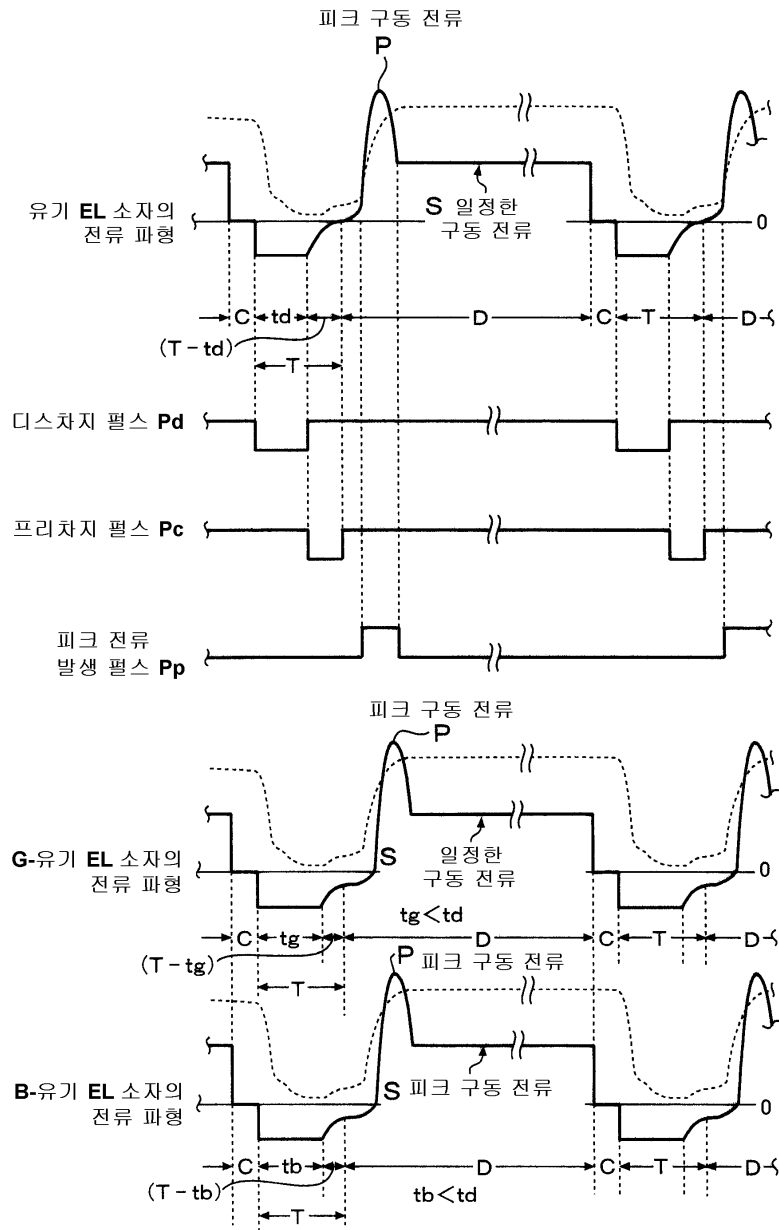 피크 구동 전류
P
유기 EL 소자의
전류 파형
S 일정한
구동 전류
0
C td D C T D
(T - td)
T
디스차지 펄스 Pd
프리차지 펄스 Pc
피크 전류
발생 펄스 Pp
피크 구동 전류
P
G-유기 EL 소자의
전류 파형
S
일정한
구동 전류
0
tg<td
C tg D C T D
(T - tg)
T
P 피크 구동 전류
B-유기 EL 소자의
전류 파형
S 피크 구동 전류
0
C tb D C T D
(T - tb)
tb<td
T